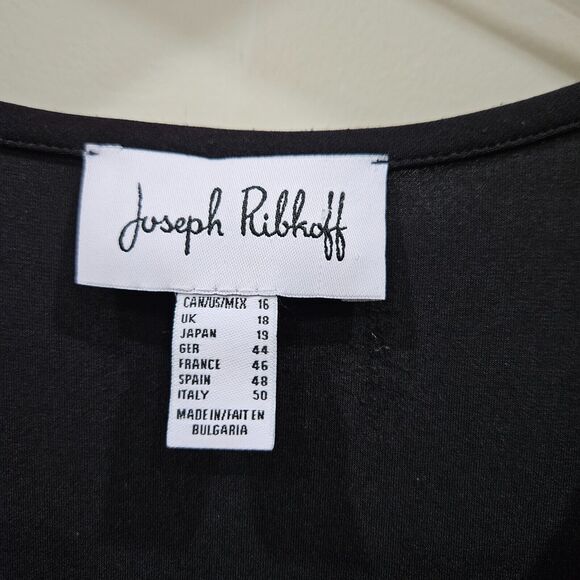 Joseph Ribkoff
CAN/US/MEX 16
UK 18
JAPAN 19
GER 44
FRANCE 46
SPAIN 48
ITALY 50
MADE IN/FAIT EN
BULGARIA